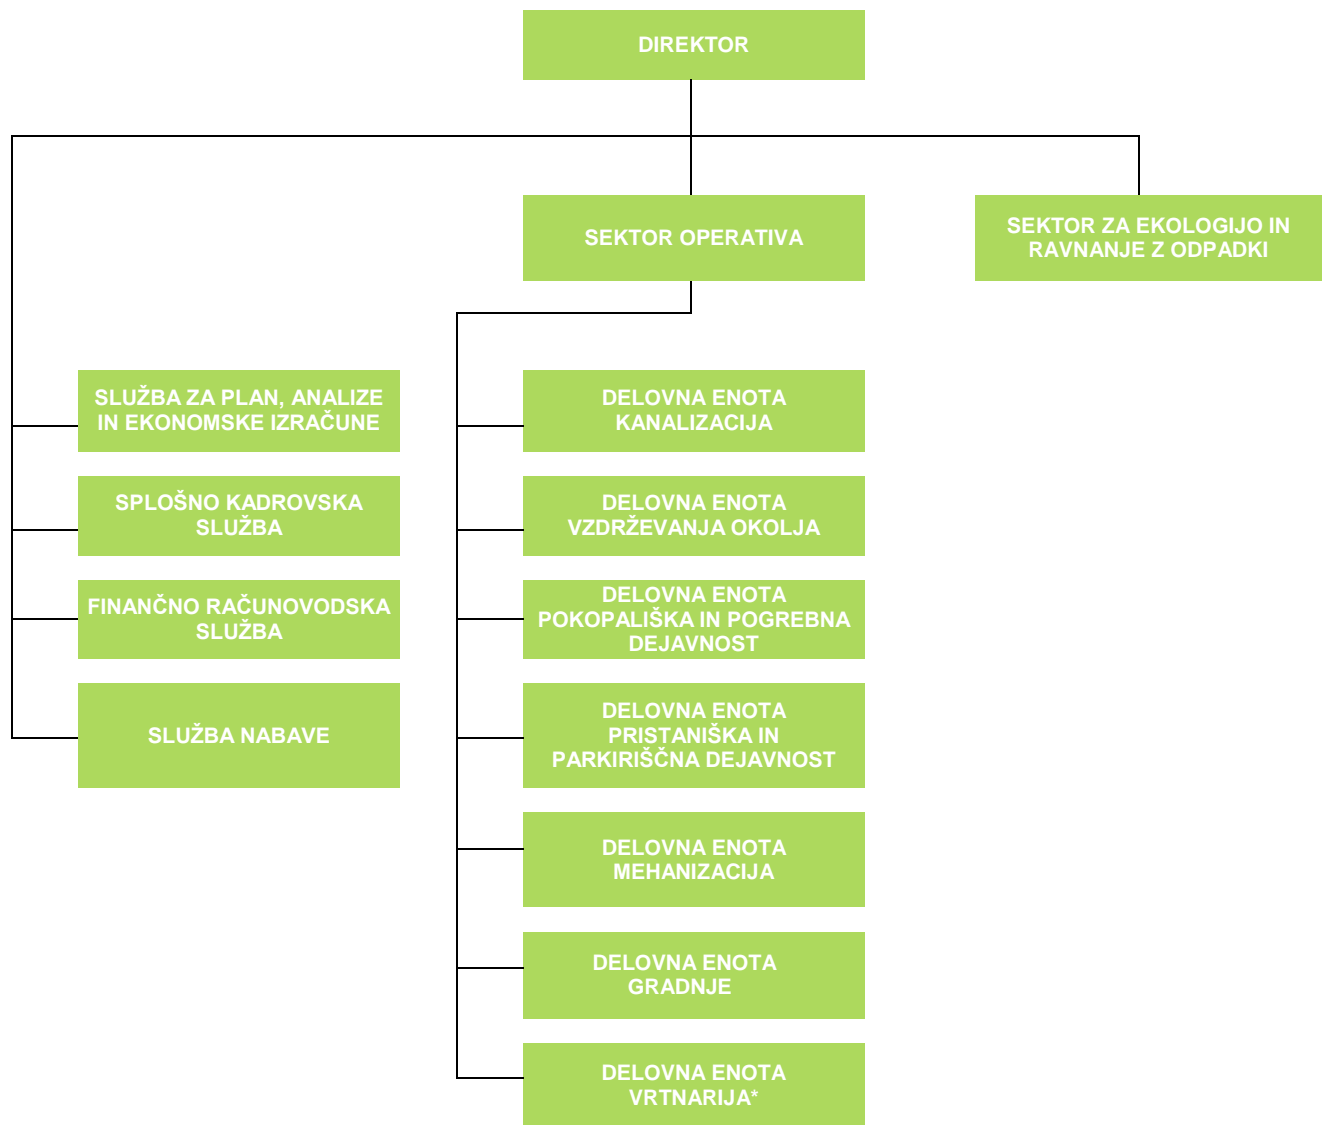 DIREKTOR
SEKTOR OPERATIVA
SEKTOR ZA EKOLOGIJO IN
RAVNANJE Z ODPADKI
SLUŽBA ZA PLAN, ANALIZE
IN EKONOMSKE IZRAČUNE
SPLOŠNO KADROVSKA
SLUŽBA
FINANČNO RAČUNOVODSKA
SLUŽBA
SLUŽBA NABAVE
DELOVNA ENOTA
KANALIZACIJA
DELOVNA ENOTA
VZDRŽEVANJA OKOLJA
DELOVNA ENOTA
POKOPALIŠKA IN POGREBNA
DEJAVNOST
DELOVNA ENOTA
PRISTANIŠKA IN
PARKIRIŠČNA DEJAVNOST
DELOVNA ENOTA
MEHANIZACIJA
DELOVNA ENOTA
GRADNJE
DELOVNA ENOTA
VRTNARIJA*